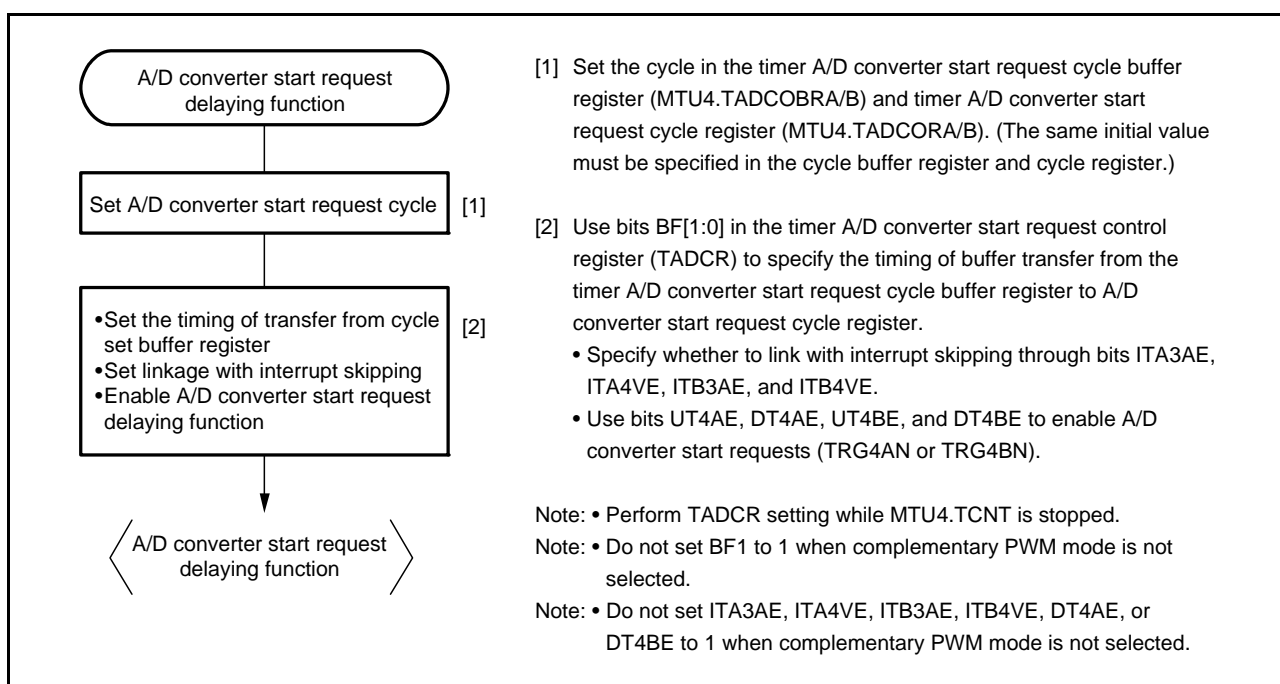 A/D converter start request
delaying function
Set A/D converter start request cycle
[1]
•Set the timing of transfer from cycle
set buffer register
•Set linkage with interrupt skipping
•Enable A/D converter start request
delaying function
[2]
A/D converter start request
delaying function
[1] Set the cycle in the timer A/D converter start request cycle buffer
register (MTU4.TADCOBRA/B) and timer A/D converter start
request cycle register (MTU4.TADCORA/B). (The same initial value
must be specified in the cycle buffer register and cycle register.)
[2] Use bits BF[1:0] in the timer A/D converter start request control
register (TADCR) to specify the timing of buffer transfer from the
timer A/D converter start request cycle buffer register to A/D
converter start request cycle register.
• Specify whether to link with interrupt skipping through bits ITA3AE,
ITA4VE, ITB3AE, and ITB4VE.
• Use bits UT4AE, DT4AE, UT4BE, and DT4BE to enable A/D
converter start requests (TRG4AN or TRG4BN).
Note: • Perform TADCR setting while MTU4.TCNT is stopped.
Note: • Do not set BF1 to 1 when complementary PWM mode is not
selected.
Note: • Do not set ITA3AE, ITA4VE, ITB3AE, ITB4VE, DT4AE, or
DT4BE to 1 when complementary PWM mode is not selected.